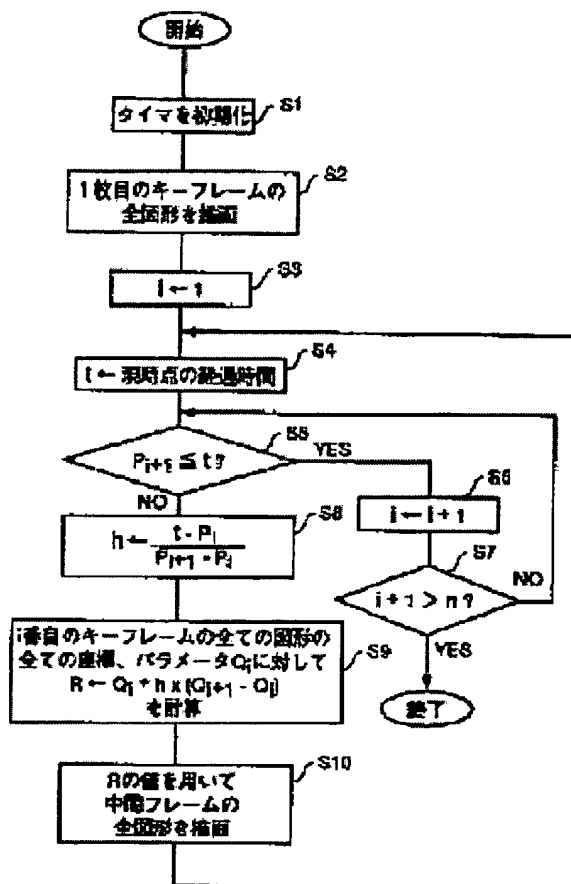 開始
タイマを初期化
S1
1枚目のキーフレームの
全図形を描画
S2
i ← 1
S3
t ← 現時点の経過時間
S4
P_{i+1} ≦ t ?
S5
YES
NO
i ← i + 1
S6
i + 1 > n ?
S7
NO
YES
終了
h ← \frac{t - P_i}{P_{i+1} - P_i}
S8
i番目のキーフレームの全ての図形の
全ての座標、パラメータQ_iに対して
R ← Q_i + h x (Q_{i+1} - Q_i)
を計算
S9
Rの値を用いて
中間フレームの
全図形を描画
S10